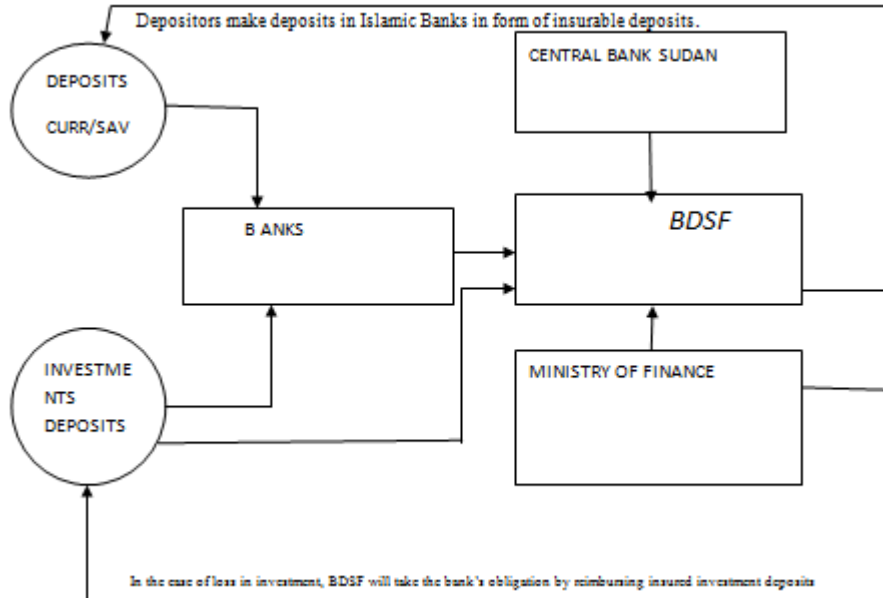 Depositors make deposits in Islamic Banks in form of insurable deposits.
CENTRAL BANK SUDAN
DEPOSITS
CURR/SAV
B ANKS
BDSF
INVESTME
NTS
DEPOSITS
MINISTRY OF FINANCE
In the case of loss in investment, BDSF will take the bank's obligation by reimbursing insured investment deposits